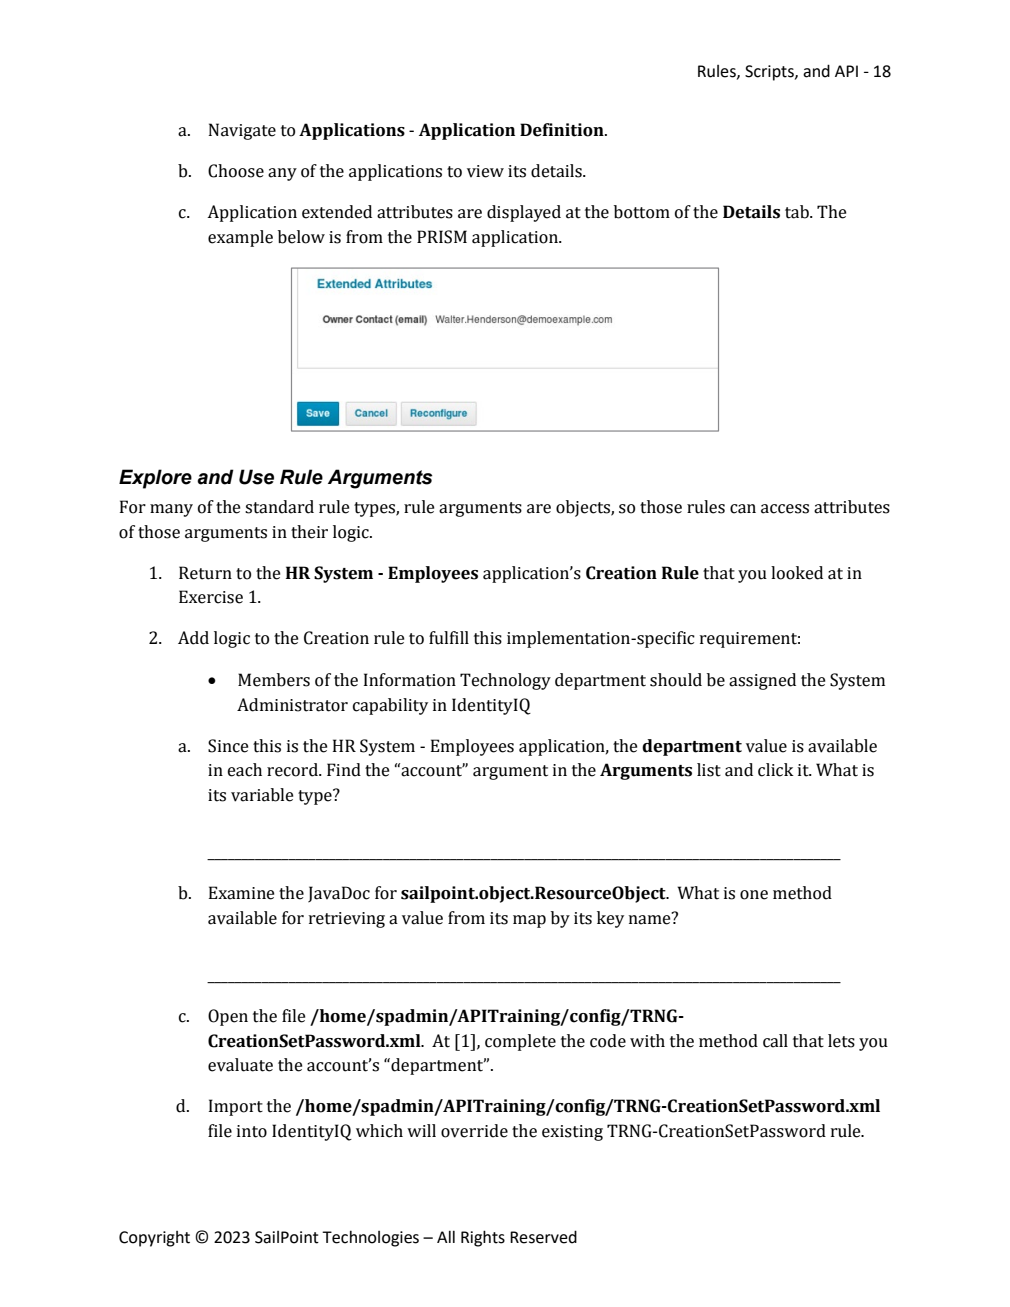 Rules, Scripts, and API - 18
a. Navigate to Applications - Application Definition.
b. Choose any of the applications to view its details.
c. Application extended attributes are displayed at the bottom of the Details tab. The
example below is from the PRISM application.
Extended Attributes
Owner Contact (email) Walter.Henderson@demoexample.com
Save Cancel Reconfigure
Explore and Use Rule Arguments
For many of the standard rule types, rule arguments are objects, so those rules can access attributes
of those arguments in their logic.
1. Return to the HR System - Employees application’s Creation Rule that you looked at in
Exercise 1.
2. Add logic to the Creation rule to fulfill this implementation-specific requirement:
• Members of the Information Technology department should be assigned the System
Administrator capability in IdentityIQ
a. Since this is the HR System - Employees application, the department value is available
in each record. Find the “account” argument in the Arguments list and click it. What is
its variable type?
b. Examine the JavaDoc for sailpoint.object.ResourceObject.  What is one method
available for retrieving a value from its map by its key name?
c. Open the file /home/spadmin/APITraining/config/TRNG-
CreationSetPassword.xml.  At [1], complete the code with the method call that lets you
evaluate the account’s “department”.
d. Import the /home/spadmin/APITraining/config/TRNG-CreationSetPassword.xml
file into IdentityIQ which will override the existing TRNG-CreationSetPassword rule.
Copyright © 2023 SailPoint Technologies – All Rights Reserved